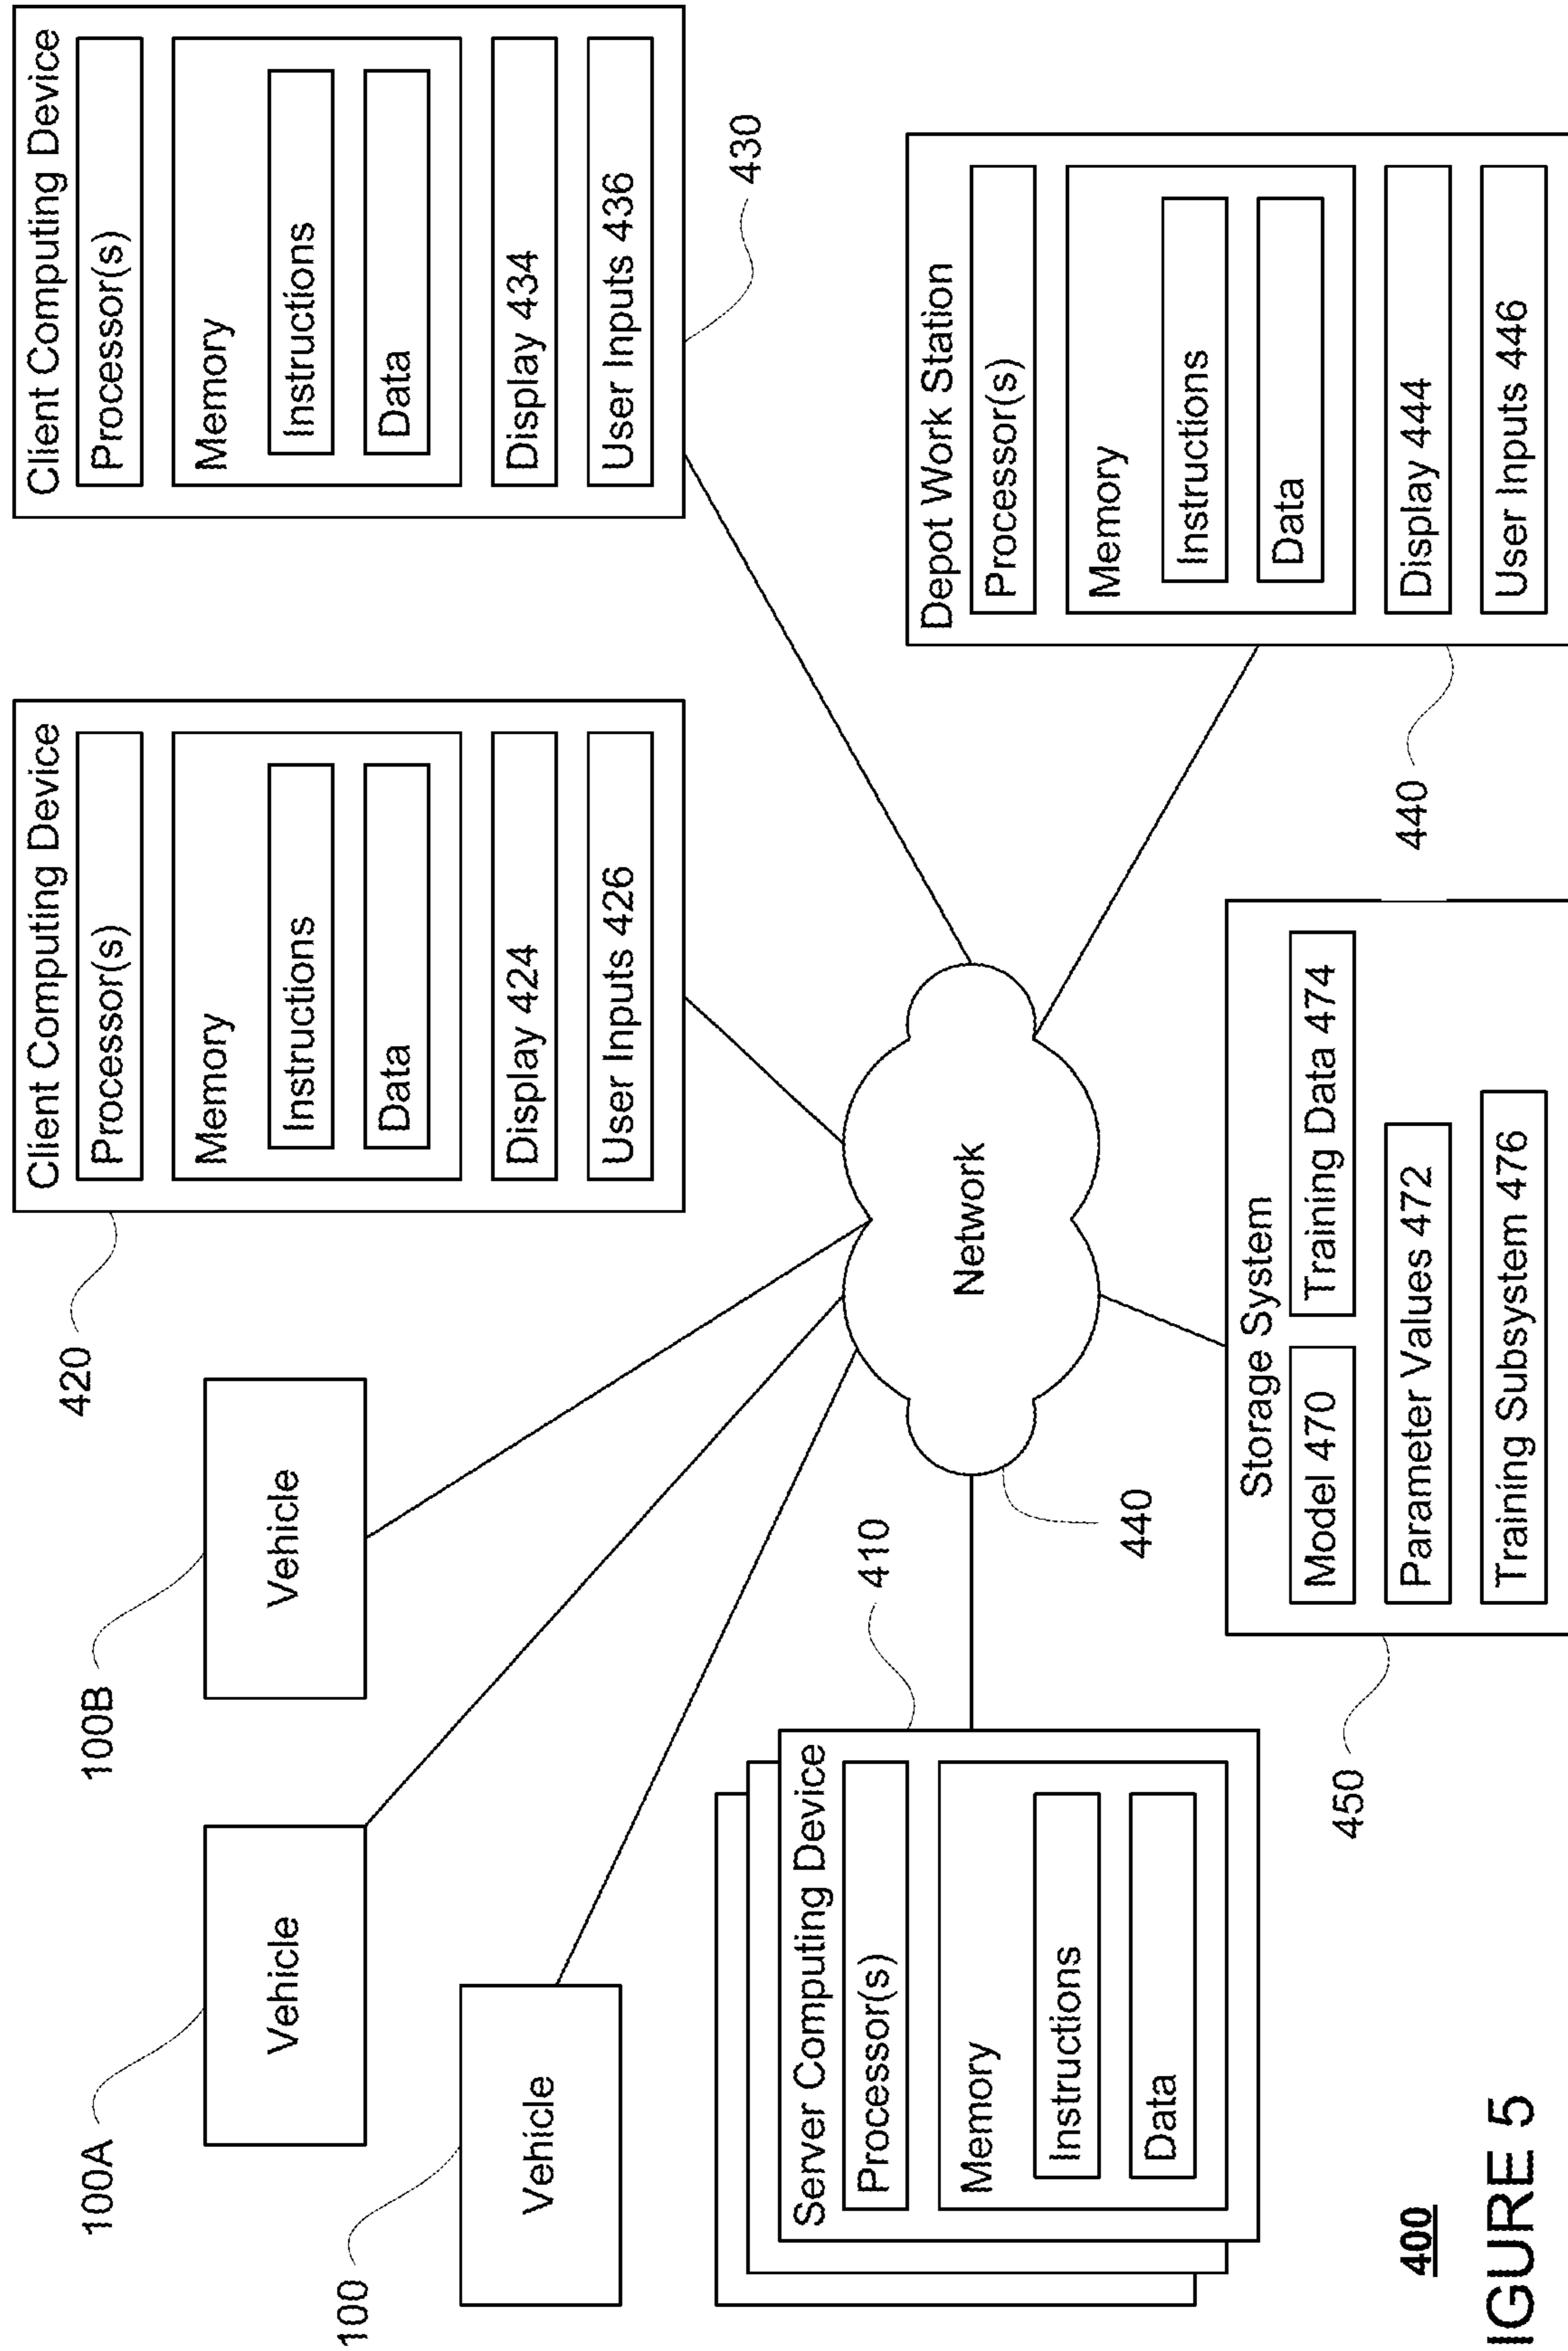 100A
Vehicle
100B
Vehicle
100
Vehicle
420
Client Computing Device
Processor(s)
Memory
Instructions
Data
Display 424
User Inputs 426
Client Computing Device
Processor(s)
Memory
Instructions
Data
Display 434
User Inputs 436
430
Server Computing Device
Processor(s)
Memory
Instructions
Data
410
Network
440
Depot Work Station
Processor(s)
Memory
Instructions
Data
Display 444
User Inputs 446
440
Storage System
Model 470
Training Data 474
Parameter Values 472
Training Subsystem 476
450
400
IGURE 5